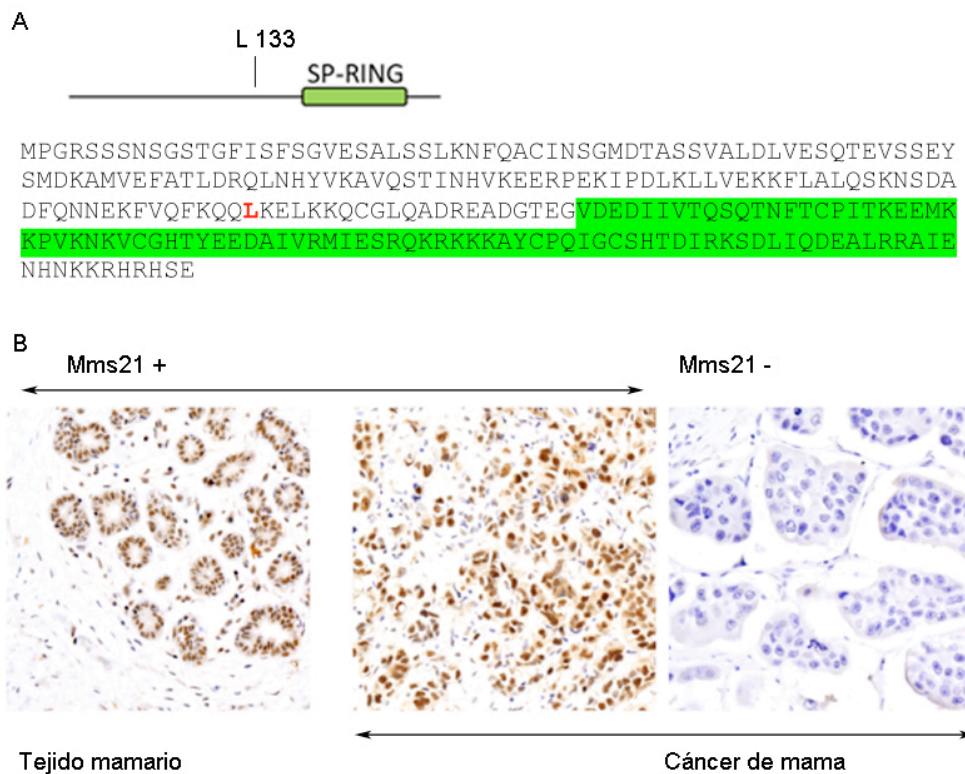 A
L 133
SP-RING
MPGRSSSNSGSTGFISFSGVESALSSLKNFQACINSGMDTASSVALDLVESQTEVSSEY
SMDKAMVEFATLDRQLNHYVKAVQSTINHVKEERPEKIPDLKLLVEKKFLALQSKNSDA
DFQNNEKFVQFKQQLKELKKQCGLQADREADGTEGVDEDIIVTQSQTNFTCPITKEEMK
KPVKNKVCGHTYEEDAIVRMIESRQKRKKKAYCPQIGCSHTDIRKSDLIQDEALRRAIE
NHNKKRHRHSE
B
Mms21 +
Mms21 -
Tejido mamario
Cáncer de mama